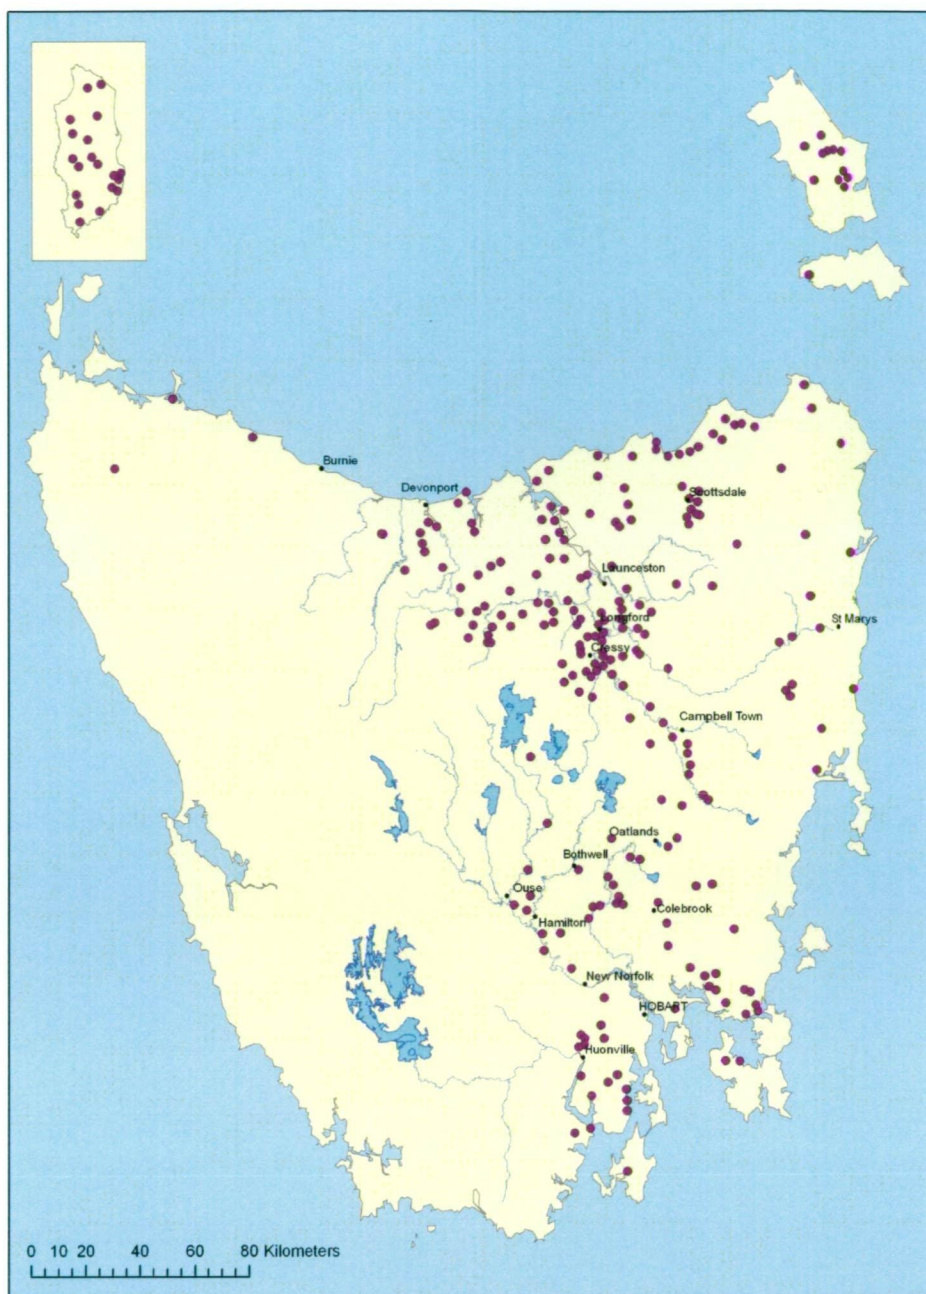 Burnie
Devonport
Scottsdale
Launceston
Longford
St Marys
Cressy
Campbell Town
Oatlands
Bothwell
Ouse
Colebrook
Hamilton
New Norfolk
HOBART
Huonville
0 10 20 40 60 80 Kilometers